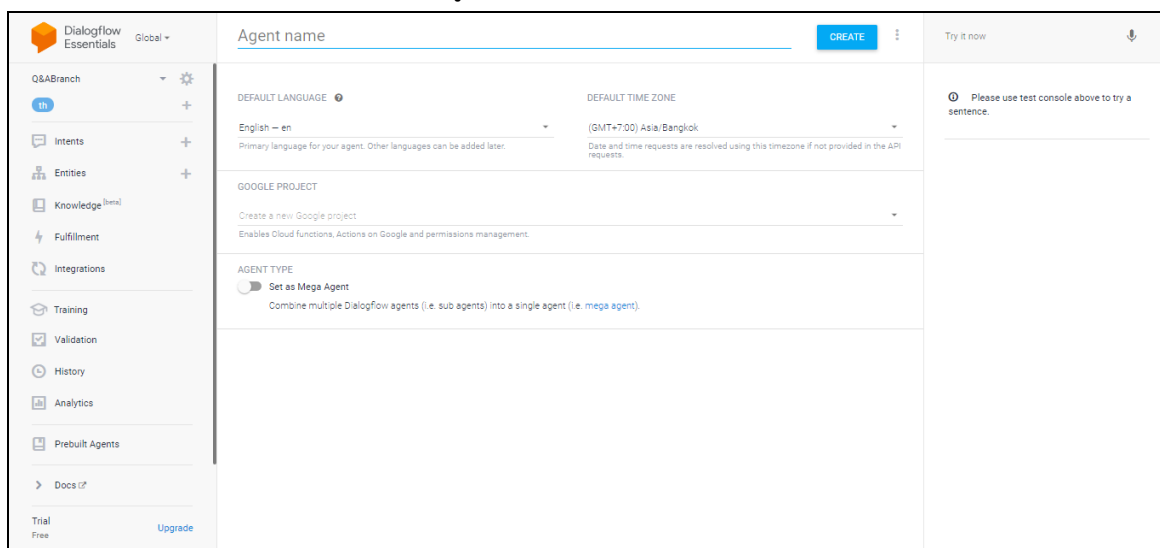 Dialogflow
Essentials
Global
Q&ABranch
th
Intents
Entities
Knowledge [beta]
Fulfillment
Integrations
Training
Validation
History
Analytics
Prebuilt Agents
Docs
Trial
Free
Upgrade
Agent name
CREATE
DEFAULT LANGUAGE
English — en
Primary language for your agent. Other languages can be added later.
DEFAULT TIME ZONE
(GMT+7:00) Asia/Bangkok
Date and time requests are resolved using this timezone if not provided in the API
requests.
GOOGLE PROJECT
Create a new Google project
Enables Cloud functions, Actions on Google and permissions management.
AGENT TYPE
Set as Mega Agent
Combine multiple Dialogflow agents (i.e. sub agents) into a single agent (i.e. mega agent).
Try it now
Please use test console above to try a
sentence.